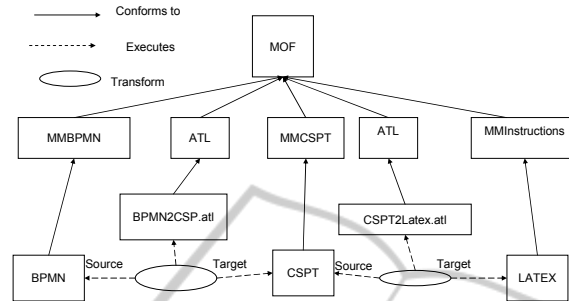 Conforms to
Executes
Transform
MOF
MMBPMN
ATL
MMCSPT
ATL
MMInstructions
BPMN2CSP.atl
CSPT2Latex.atl
BPMN
Source
Target
CSPT
Source
Target
LATEX